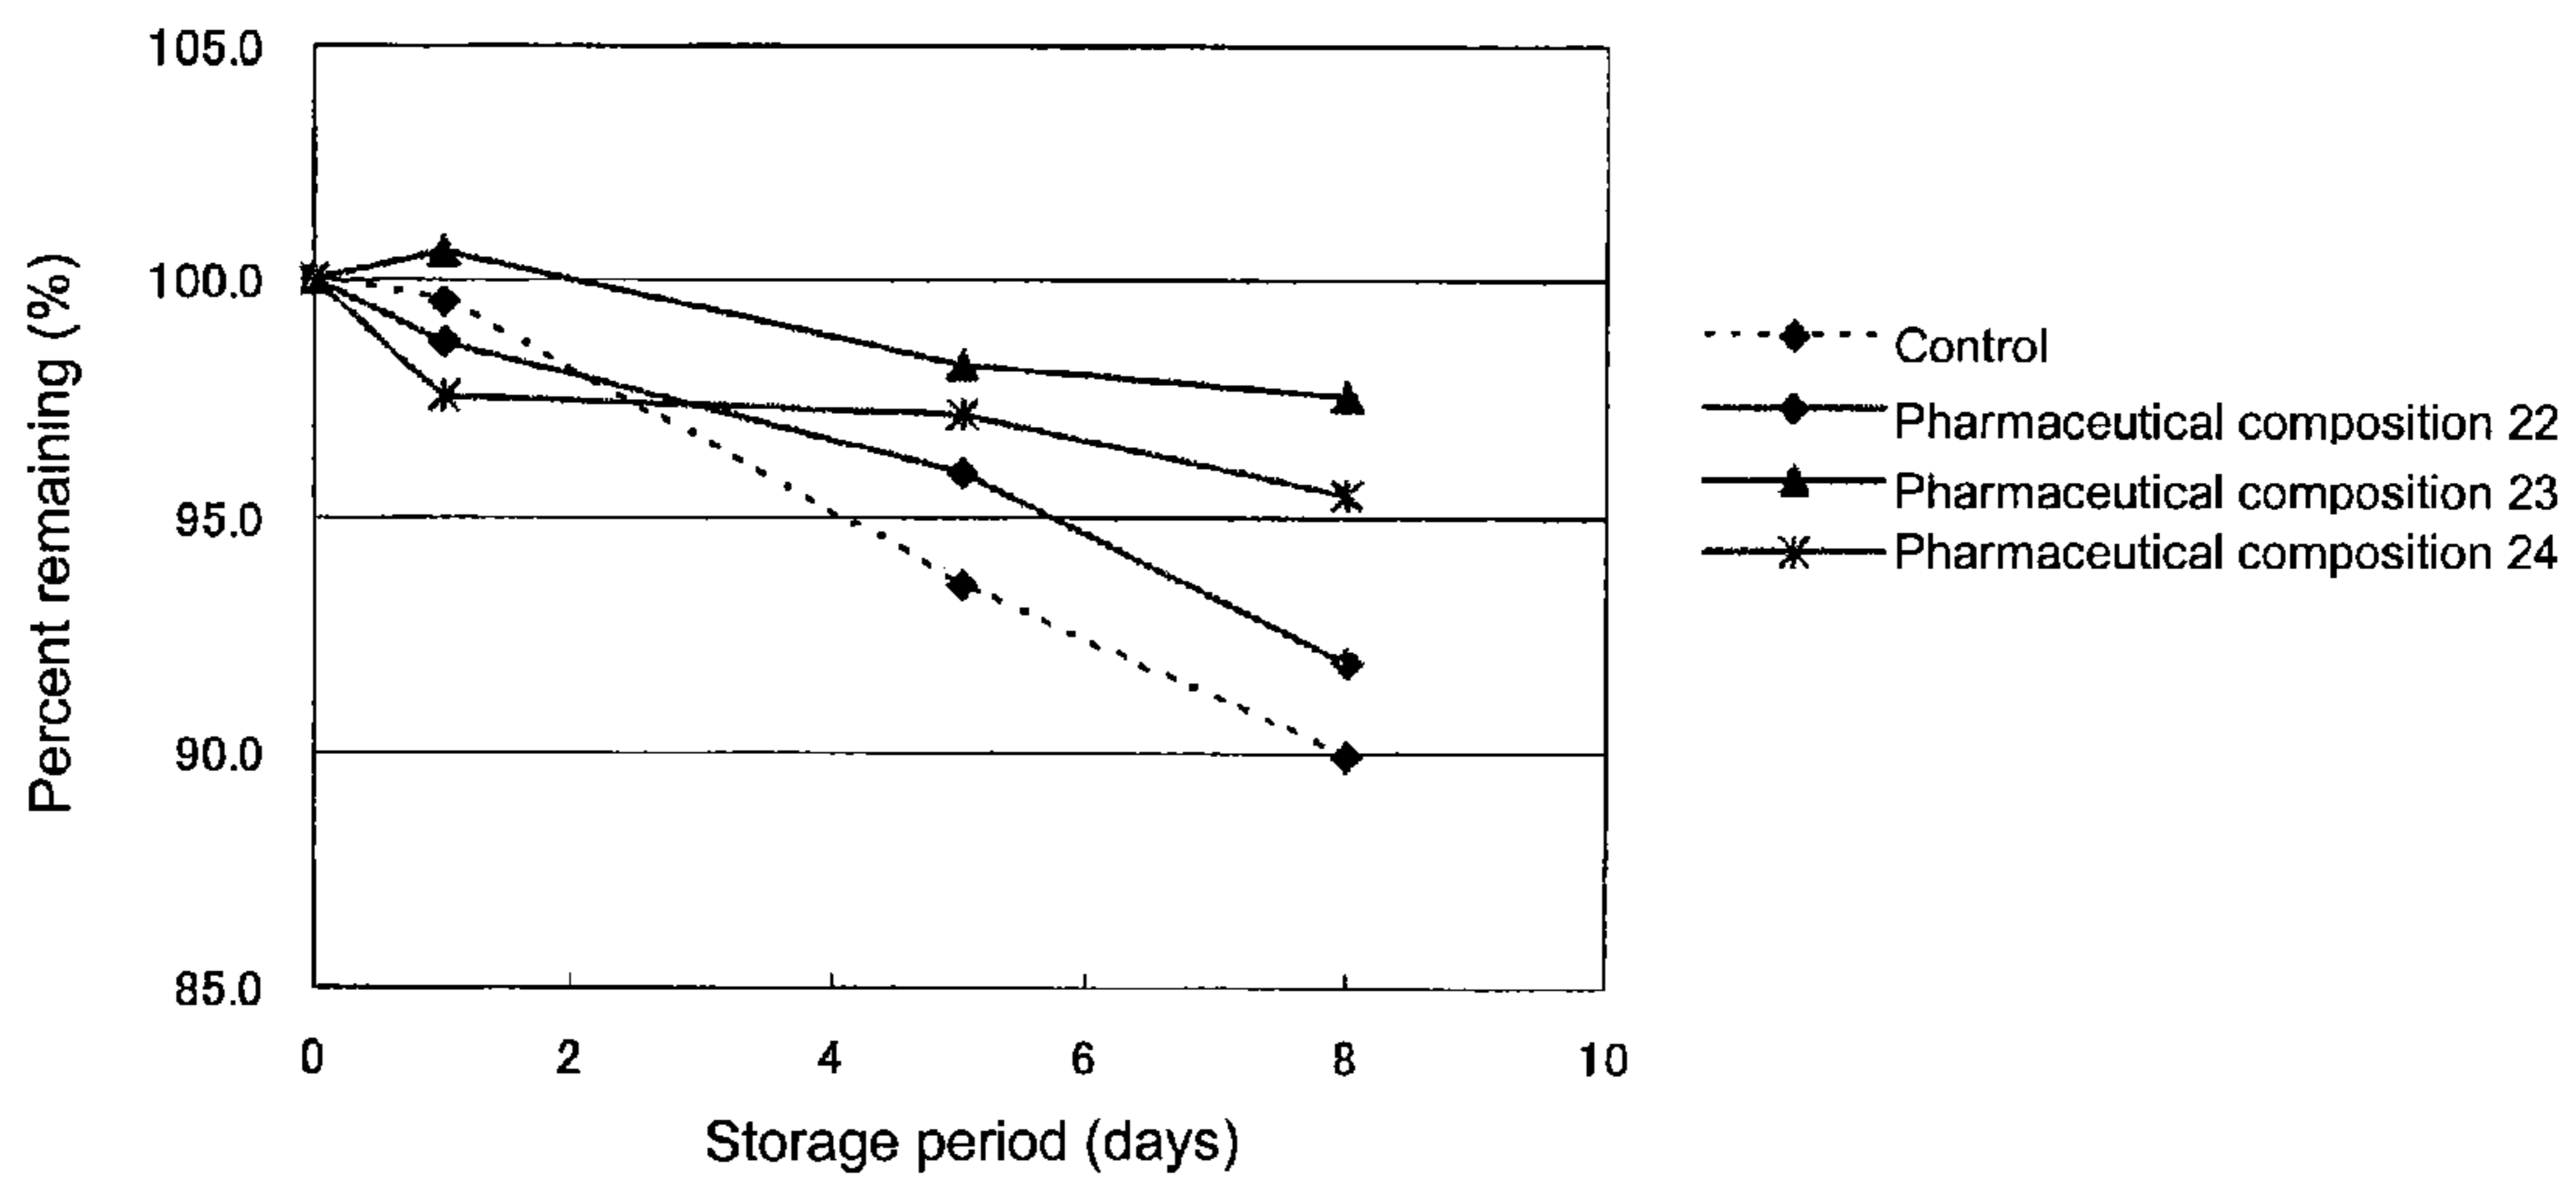 105.0
100.0
95.0
90.0
85.0
Percent remaining (%)
0 2 4 6 8 10
Storage period (days)
Control
Pharmaceutical composition 22
Pharmaceutical composition 23
Pharmaceutical composition 24